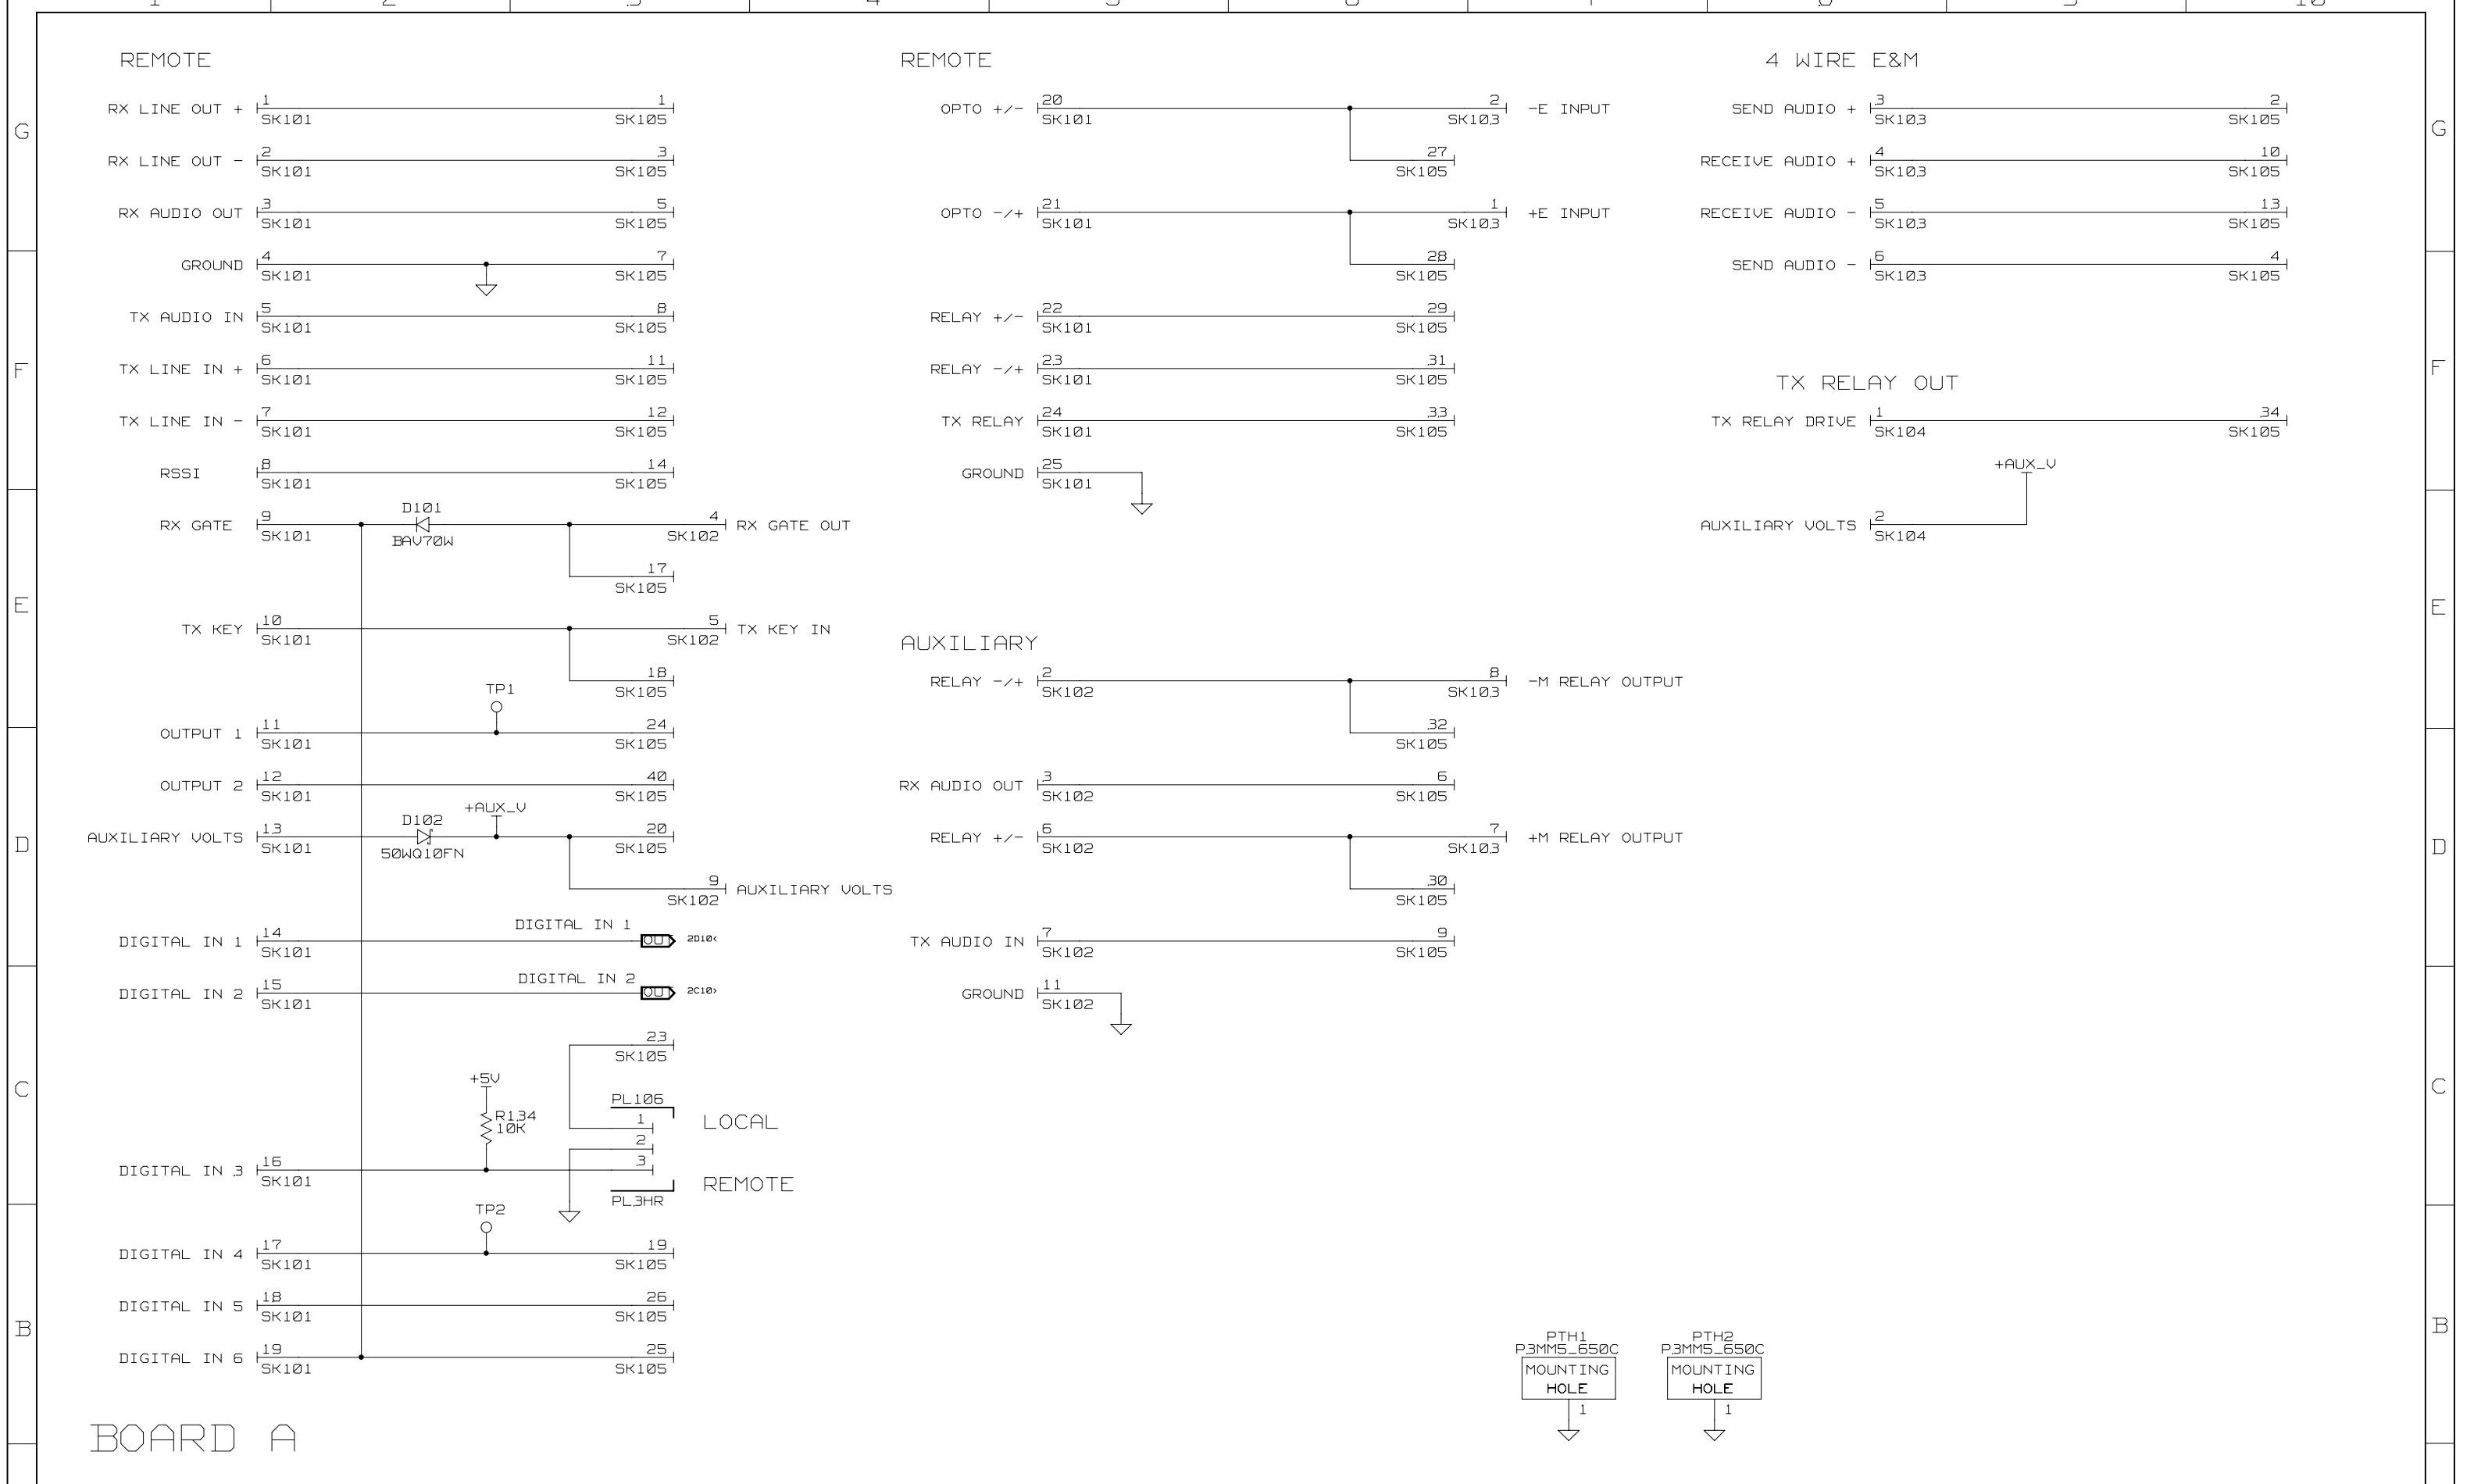 REMOTE
RX LINE OUT + 1 SK101 1 SK105
RX LINE OUT - 2 SK101 3 SK105
RX AUDIO OUT 3 SK101 5 SK105
GROUND 4 SK101 7 SK105
TX AUDIO IN 5 SK101 8 SK105
TX LINE IN + 6 SK101 11 SK105
TX LINE IN - 7 SK101 12 SK105
RSSI 8 SK101 14 SK105
RX GATE 9 SK101 D101 BAV70W 4 SK102 RX GATE OUT
17 SK105
TX KEY 10 SK101 5 SK102 TX KEY IN
18 SK105
TP1
OUTPUT 1 11 SK101 24 SK105
OUTPUT 2 12 SK101 40 SK105
AUXILIARY VOLTS 13 SK101 D102 50WQ10FN +AUX_V 20 SK105
9 SK102 AUXILIARY VOLTS
DIGITAL IN 1 14 SK101 DIGITAL IN 1 OUT 2D10<
DIGITAL IN 2 15 SK101 DIGITAL IN 2 OUT 2C10>
23 SK105
+5V
R134
10K
PL106
1 LOCAL
2
3
DIGITAL IN 3 16 SK101
REMOTE
PL3HR
TP2
DIGITAL IN 4 17 SK101 19 SK105
DIGITAL IN 5 18 SK101 26 SK105
DIGITAL IN 6 19 SK101 25 SK105
BOARD A
REMOTE
OPTO +/- 20 SK101 2 SK103 -E INPUT
27 SK105
OPTO -/+ 21 SK101 1 SK103 +E INPUT
28 SK105
RELAY +/- 22 SK101 29 SK105
RELAY -/+ 23 SK101 31 SK105
TX RELAY 24 SK101 33 SK105
GROUND 25 SK101
AUXILIARY
RELAY -/+ 2 SK102 8 SK103 -M RELAY OUTPUT
32 SK105
RX AUDIO OUT 3 SK102 6 SK105
RELAY +/- 6 SK102 7 SK103 +M RELAY OUTPUT
30 SK105
TX AUDIO IN 7 SK102 9 SK105
GROUND 11 SK102
4 WIRE E&M
SEND AUDIO + 3 SK103 2 SK105
RECEIVE AUDIO + 4 SK103 10 SK105
RECEIVE AUDIO - 5 SK103 13 SK105
SEND AUDIO - 6 SK103 4 SK105
TX RELAY OUT
TX RELAY DRIVE 1 SK104 34 SK105
+AUX_V
AUXILIARY VOLTS 2 SK104
PTH1
P3MM5_650C
MOUNTING
HOLE
1
PTH2
P3MM5_650C
MOUNTING
HOLE
1
G G
F F
E E
D D
C C
B B